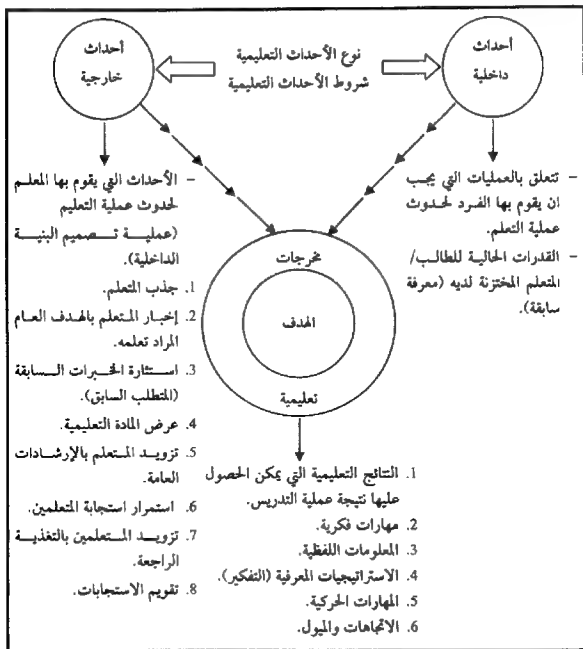 أحداث
داخلية
نوع الأحداث التعليمية
شروط الأحداث التعليمية
أحداث
خارجية
- تتعلق بالعمليات التي يجب
ان يقوم بها الفرد لحدوث
عملية التعلم.
- القدرات الحالية للطالب/
المتعلم المختزنة لديه (معرفة
سابقة).
- الأحداث التي يقوم بها المعلم
لحدوث عملية التعليم
(عملية تصميم البنية
الداخلية).
1. جذب المتعلم.
2. إخبار المتعلم بالهدف العام
المراد تعلمه.
3. استثارة الخبرات السابقة
(المتطلب السابق).
4. عرض المادة التعليمية.
5. تزويد المتعلم بالإرشادات
العامة.
6. استمرار استجابة المتعلمين.
7. تزويد المتعلمين بالتغذية
الراجعة.
8. تقويم الاستجابات.
مخرجات
الهدف
تعليمية
1. النتائج التعليمية التي يمكن الحصول
عليها نتيجة عملية التدريس.
2. مهارات فكرية.
3. المعلومات اللفظية.
4. الاستراتيجيات المعرفية (التفكير).
5. المهارات الحركية.
6. الاتجاهات والميول.